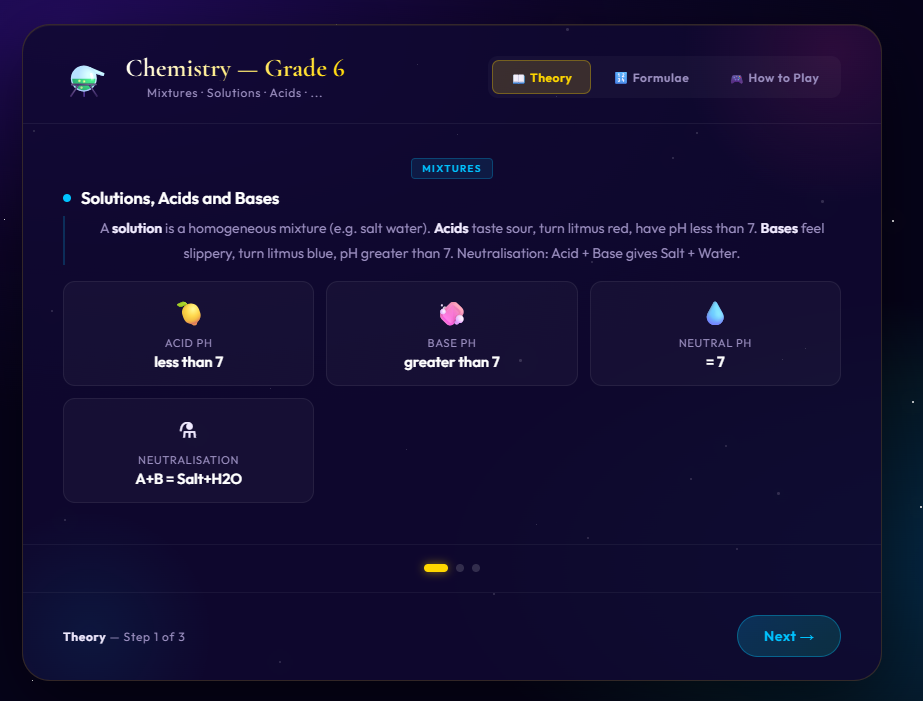 Chemistry — Grade 6
Mixtures · Solutions · Acids · ...
Theory
Formulae
How to Play
MIXTURES
Solutions, Acids and Bases
A solution is a homogeneous mixture (e.g. salt water). Acids taste sour, turn litmus red, have pH less than 7. Bases feel
slippery, turn litmus blue, pH greater than 7. Neutralisation: Acid + Base gives Salt + Water.
ACID PH
less than 7
BASE PH
greater than 7
NEUTRAL PH
= 7
NEUTRALISATION
A+B = Salt+H2O
Theory — Step 1 of 3
Next →